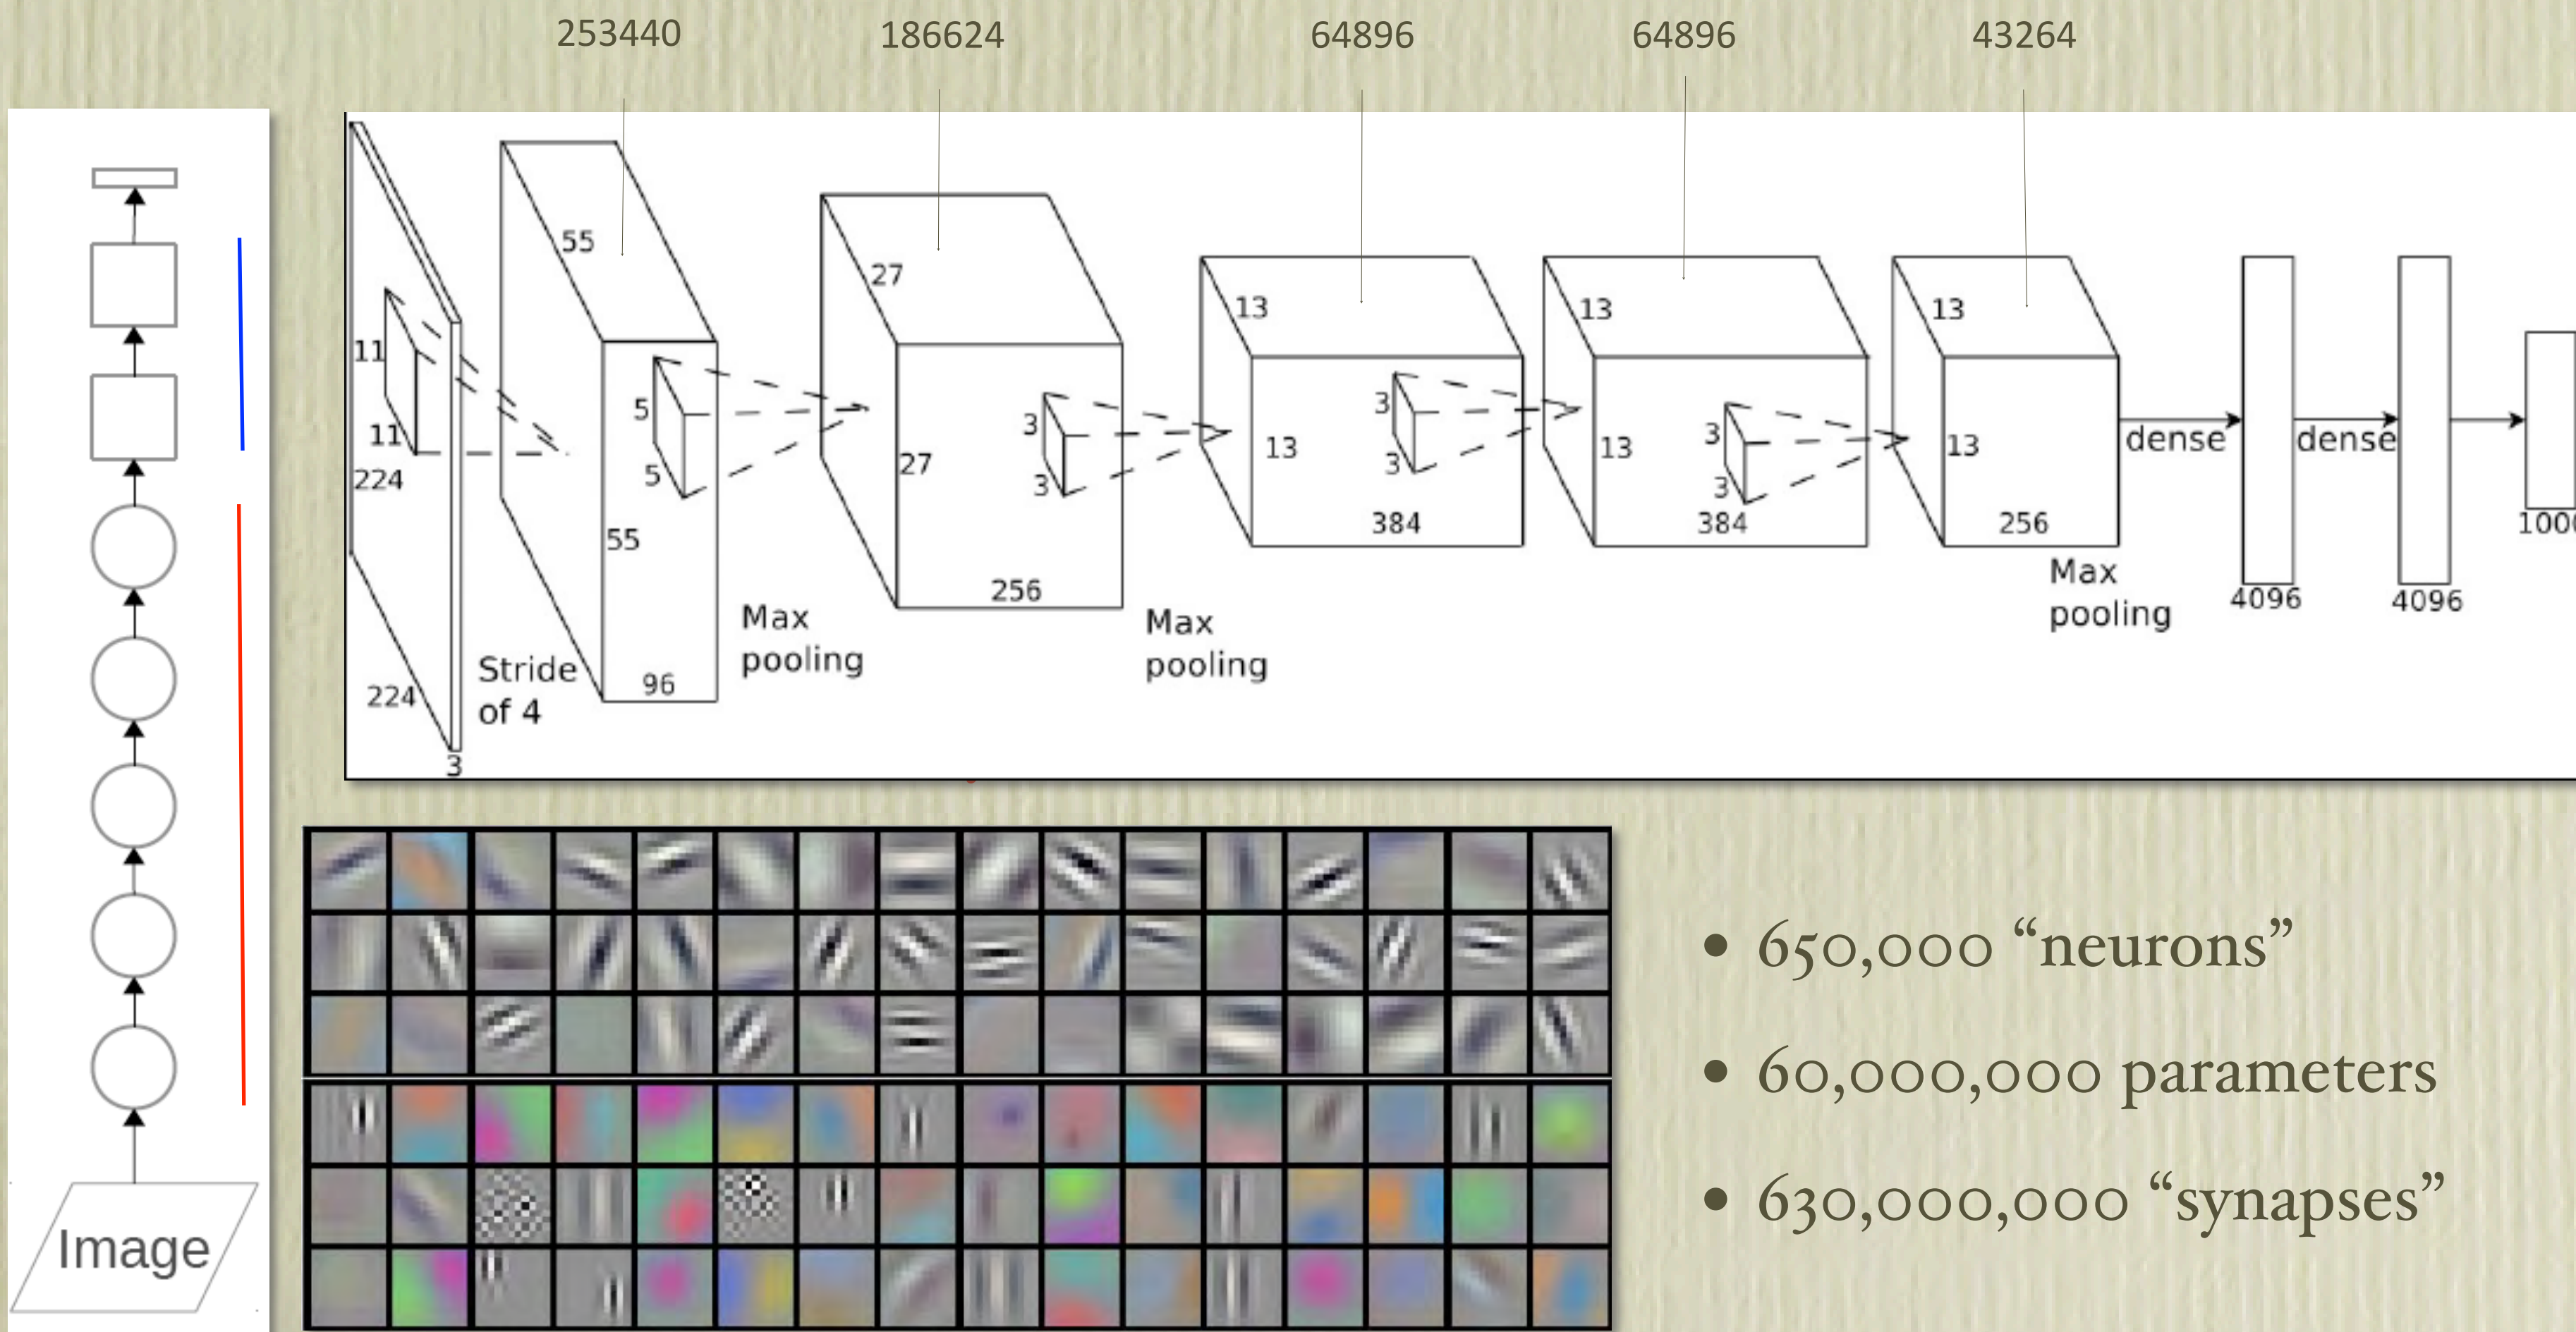 253440
186624
64896
64896
43264
55
27
13
13
13
11
11
224
224
3
Stride
of 4
5
5
55
96
Max
pooling
3
3
27
256
Max
pooling
3
3
13
384
3
3
13
384
13
256
Max
pooling
dense
dense
4096
4096
Image
• 650,000 “neurons”
• 60,000,000 parameters
• 630,000,000 “synapses”